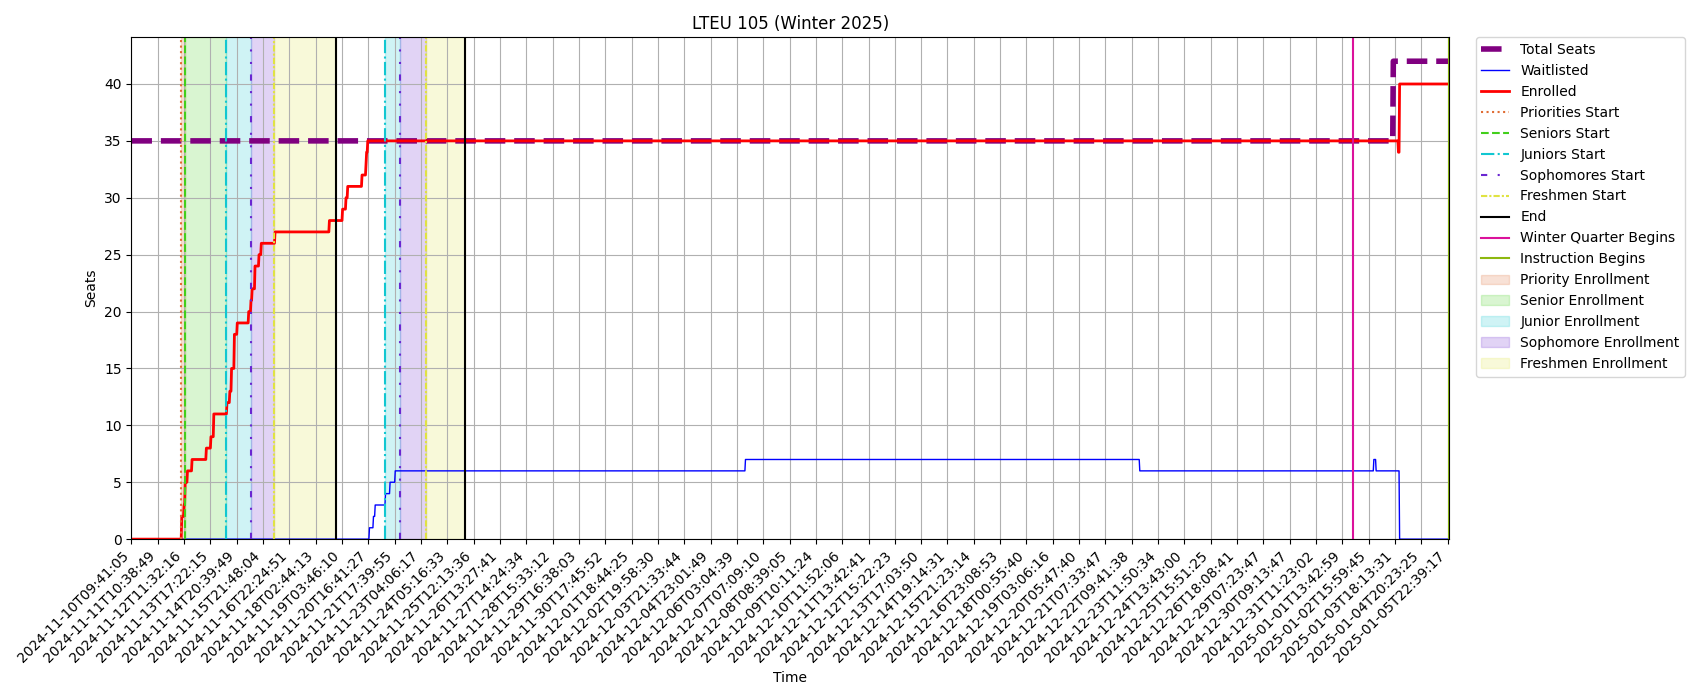 LTEU 105 (Winter 2025)
Seats
40
35
30
25
20
15
10
5
0
2024-11-10T09:41:05
2024-11-11T10:38:49
2024-11-12T11:32:16
2024-11-13T17:22:15
2024-11-14T20:39:49
2024-11-15T21:48:04
2024-11-16T22:24:51
2024-11-18T02:44:13
2024-11-19T03:46:10
2024-11-20T16:41:27
2024-11-21T17:39:55
2024-11-23T04:06:17
2024-11-24T05:16:33
2024-11-25T12:13:36
2024-11-26T13:27:41
2024-11-27T14:24:34
2024-11-28T15:33:12
2024-11-29T16:38:03
2024-11-30T17:45:52
2024-12-01T18:44:25
2024-12-02T19:58:30
2024-12-03T21:33:44
2024-12-04T23:01:49
2024-12-06T03:04:39
2024-12-07T07:09:10
2024-12-08T08:39:05
2024-12-09T10:11:24
2024-12-10T11:52:06
2024-12-11T13:42:41
2024-12-12T15:22:23
2024-12-13T17:03:50
2024-12-14T19:14:31
2024-12-15T21:23:14
2024-12-16T23:08:53
2024-12-18T00:55:40
2024-12-19T03:06:16
2024-12-20T05:47:40
2024-12-21T07:33:47
2024-12-22T09:41:38
2024-12-23T11:50:34
2024-12-24T13:43:00
2024-12-25T15:51:25
2024-12-26T18:08:41
2024-12-29T07:23:47
2024-12-30T09:13:47
2024-12-31T11:23:02
2025-01-01T13:42:59
2025-01-02T15:59:45
2025-01-03T18:13:31
2025-01-04T20:23:25
2025-01-05T22:39:17
Time
Total Seats
Waitlisted
Enrolled
Priorities Start
Seniors Start
Juniors Start
Sophomores Start
Freshmen Start
End
Winter Quarter Begins
Instruction Begins
Priority Enrollment
Senior Enrollment
Junior Enrollment
Sophomore Enrollment
Freshmen Enrollment